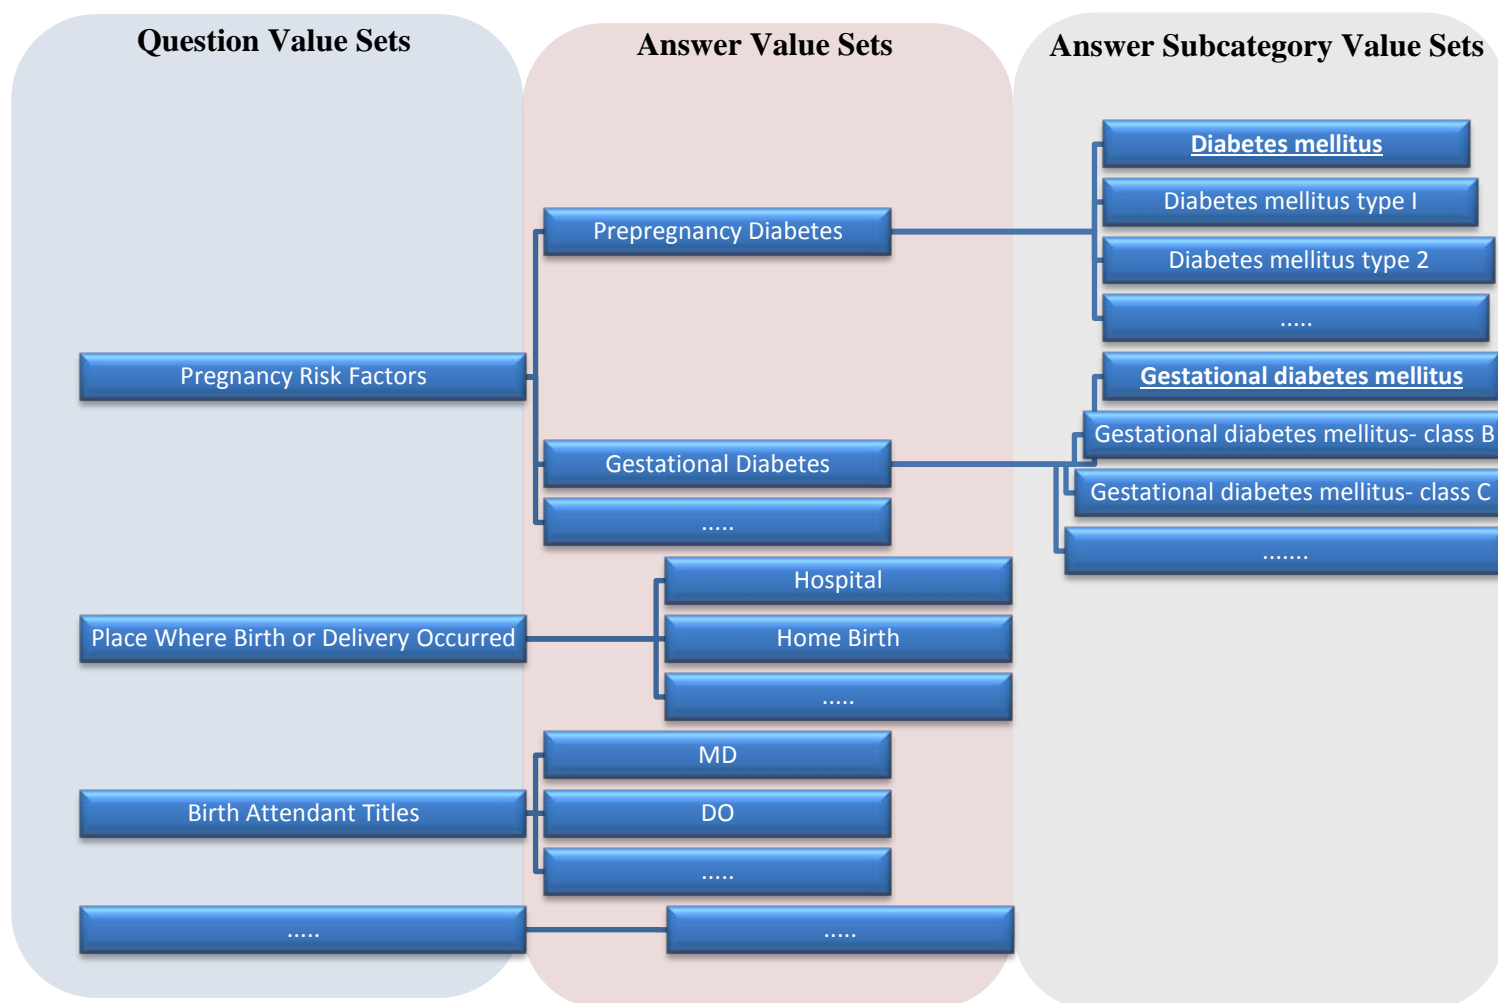 Question Value Sets
Answer Value Sets
Answer Subcategory Value Sets
Diabetes mellitus
Diabetes mellitus type I
Prepregnancy Diabetes
Diabetes mellitus type 2
.....
Pregnancy Risk Factors
Gestational diabetes mellitus
Gestational diabetes mellitus- class B
Gestational Diabetes
Gestational diabetes mellitus- class C
.....
.......
Hospital
Place Where Birth or Delivery Occurred
Home Birth
.....
MD
Birth Attendant Titles
DO
.....
.....
.....